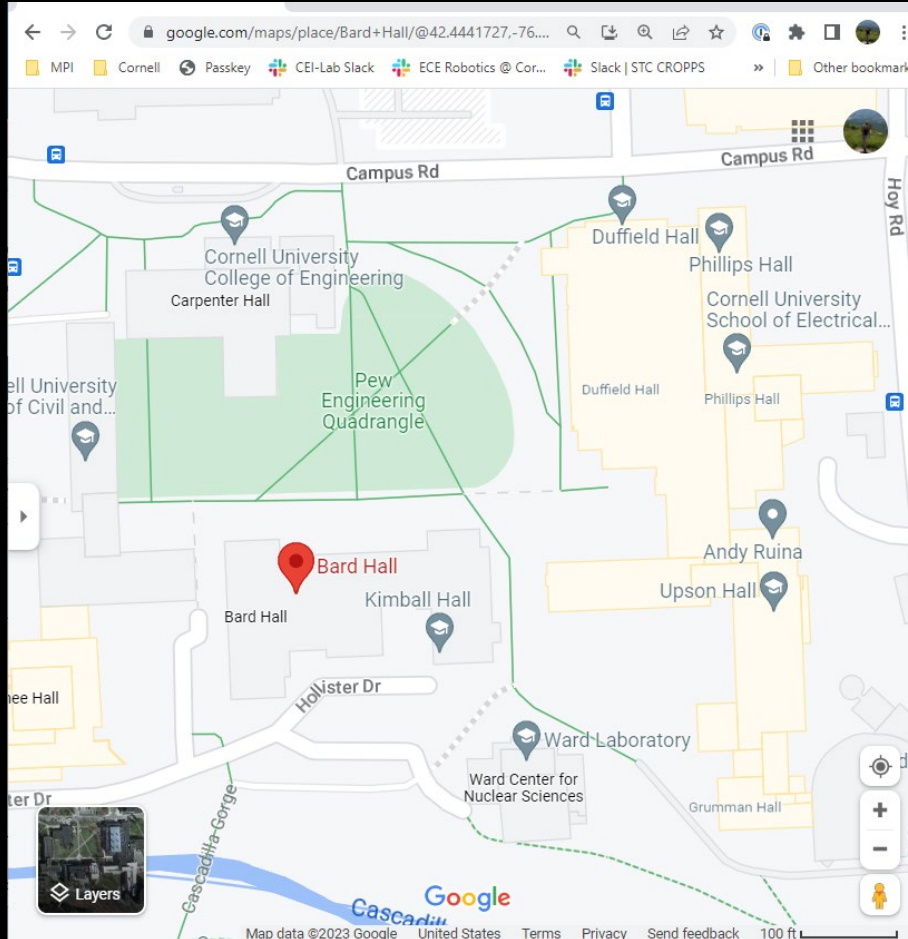 google.com/maps/place/Bard+Hall/@42.4441727,-76....
MPI
Cornell
Passkey
CEI-Lab Slack
ECE Robotics @ Cor...
Slack | STC CROPPS
»
Other bookmark
Campus Rd
Campus Rd
Hoy Rd
Cornell University
College of Engineering
Carpenter Hall
Duffield Hall
Phillips Hall
Cornell University
School of Electrical...
ell University
of Civil and...
Pew
Engineering
Quadrangle
Duffield Hall
Phillips Hall
Andy Ruina
Bard Hall
Bard Hall
Kimball Hall
Upson Hall
Hollister Dr
nee Hall
Ward Laboratory
Ward Center for
Nuclear Sciences
Grumman Hall
ter Dr
Cascadilla Gorge
Layers
Google
Cascadill
Map data ©2023 Google
United States
Terms
Privacy
Send feedback
100 ft